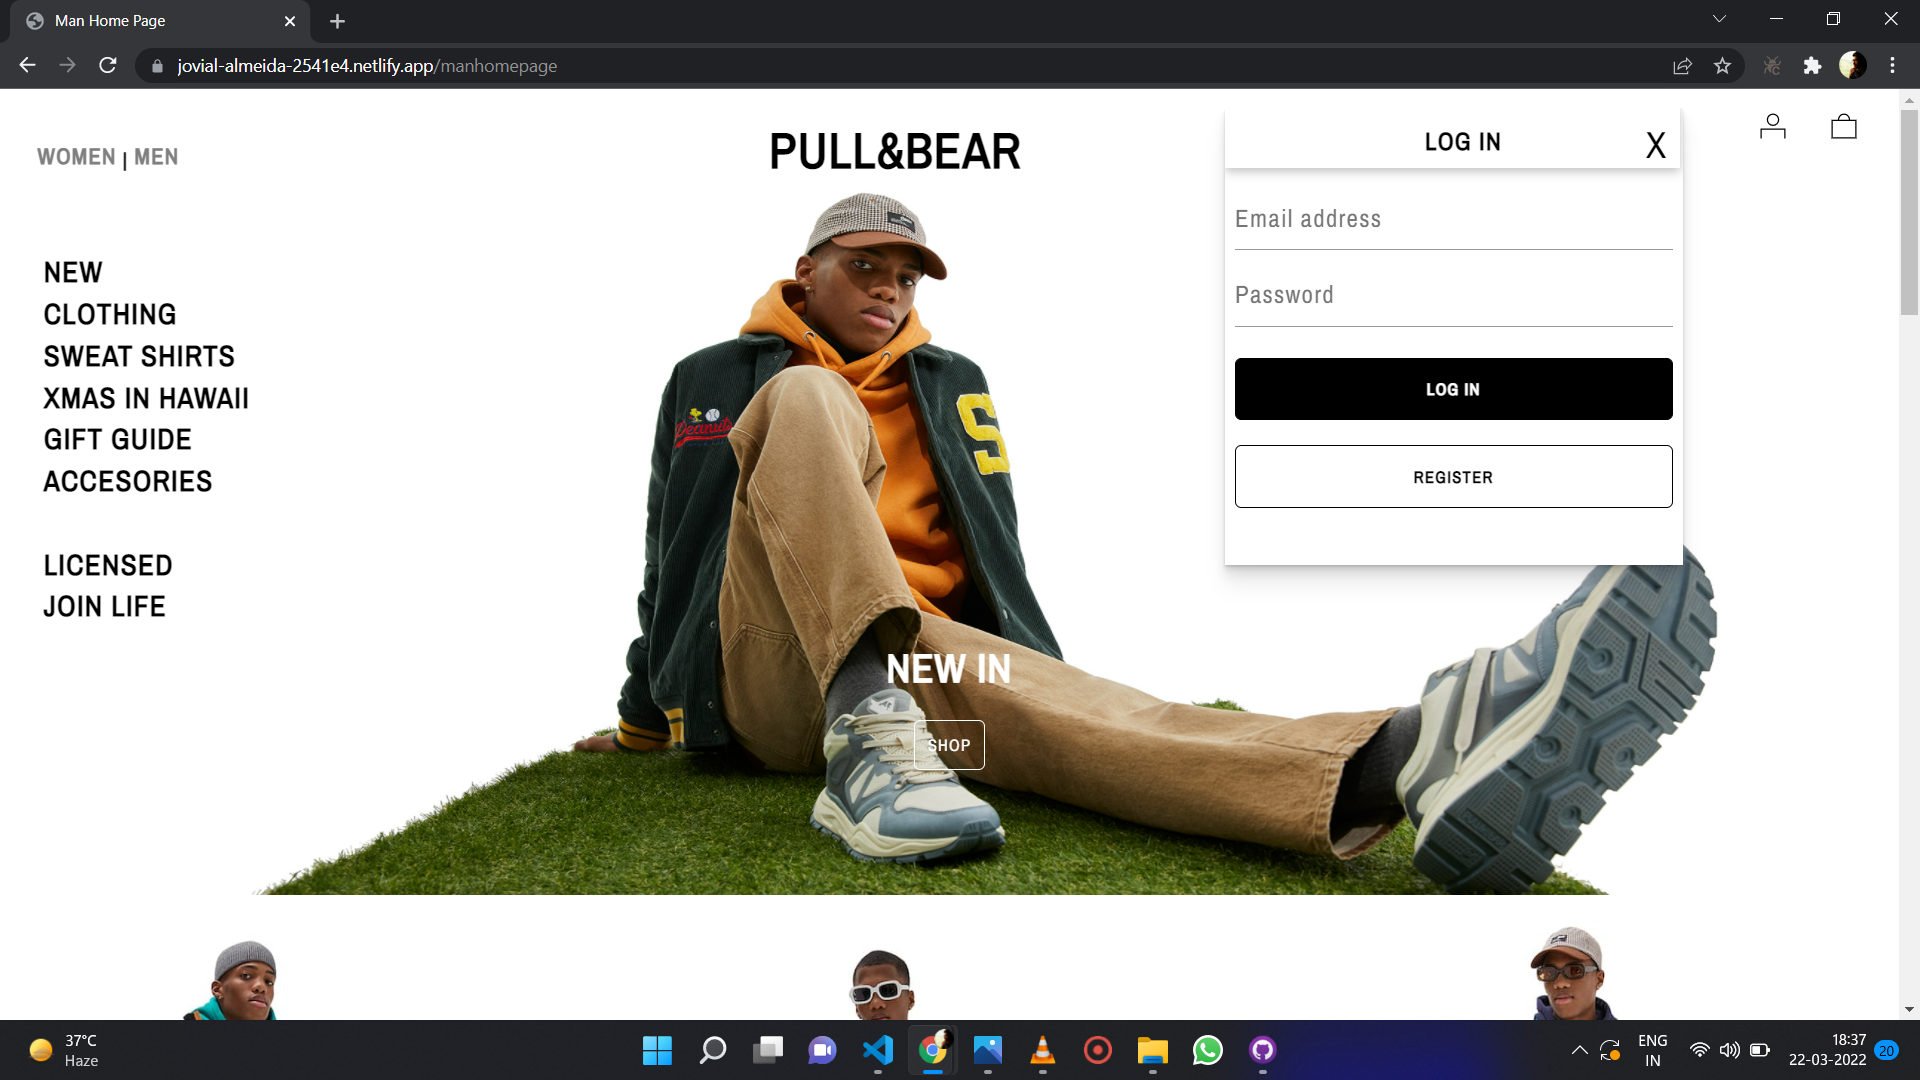 Man Home Page
jovial-almeida-2541e4.netlify.app/manhomepage
WOMEN | MEN
PULL&BEAR
LOG IN
X
Email address
Password
LOG IN
REGISTER
NEW
CLOTHING
SWEAT SHIRTS
XMAS IN HAWAII
GIFT GUIDE
ACCESORIES
LICENSED
JOIN LIFE
Peanuts
S
NEW IN
SHOP
37°C
Haze
ENG
IN
18:37
22-03-2022
20